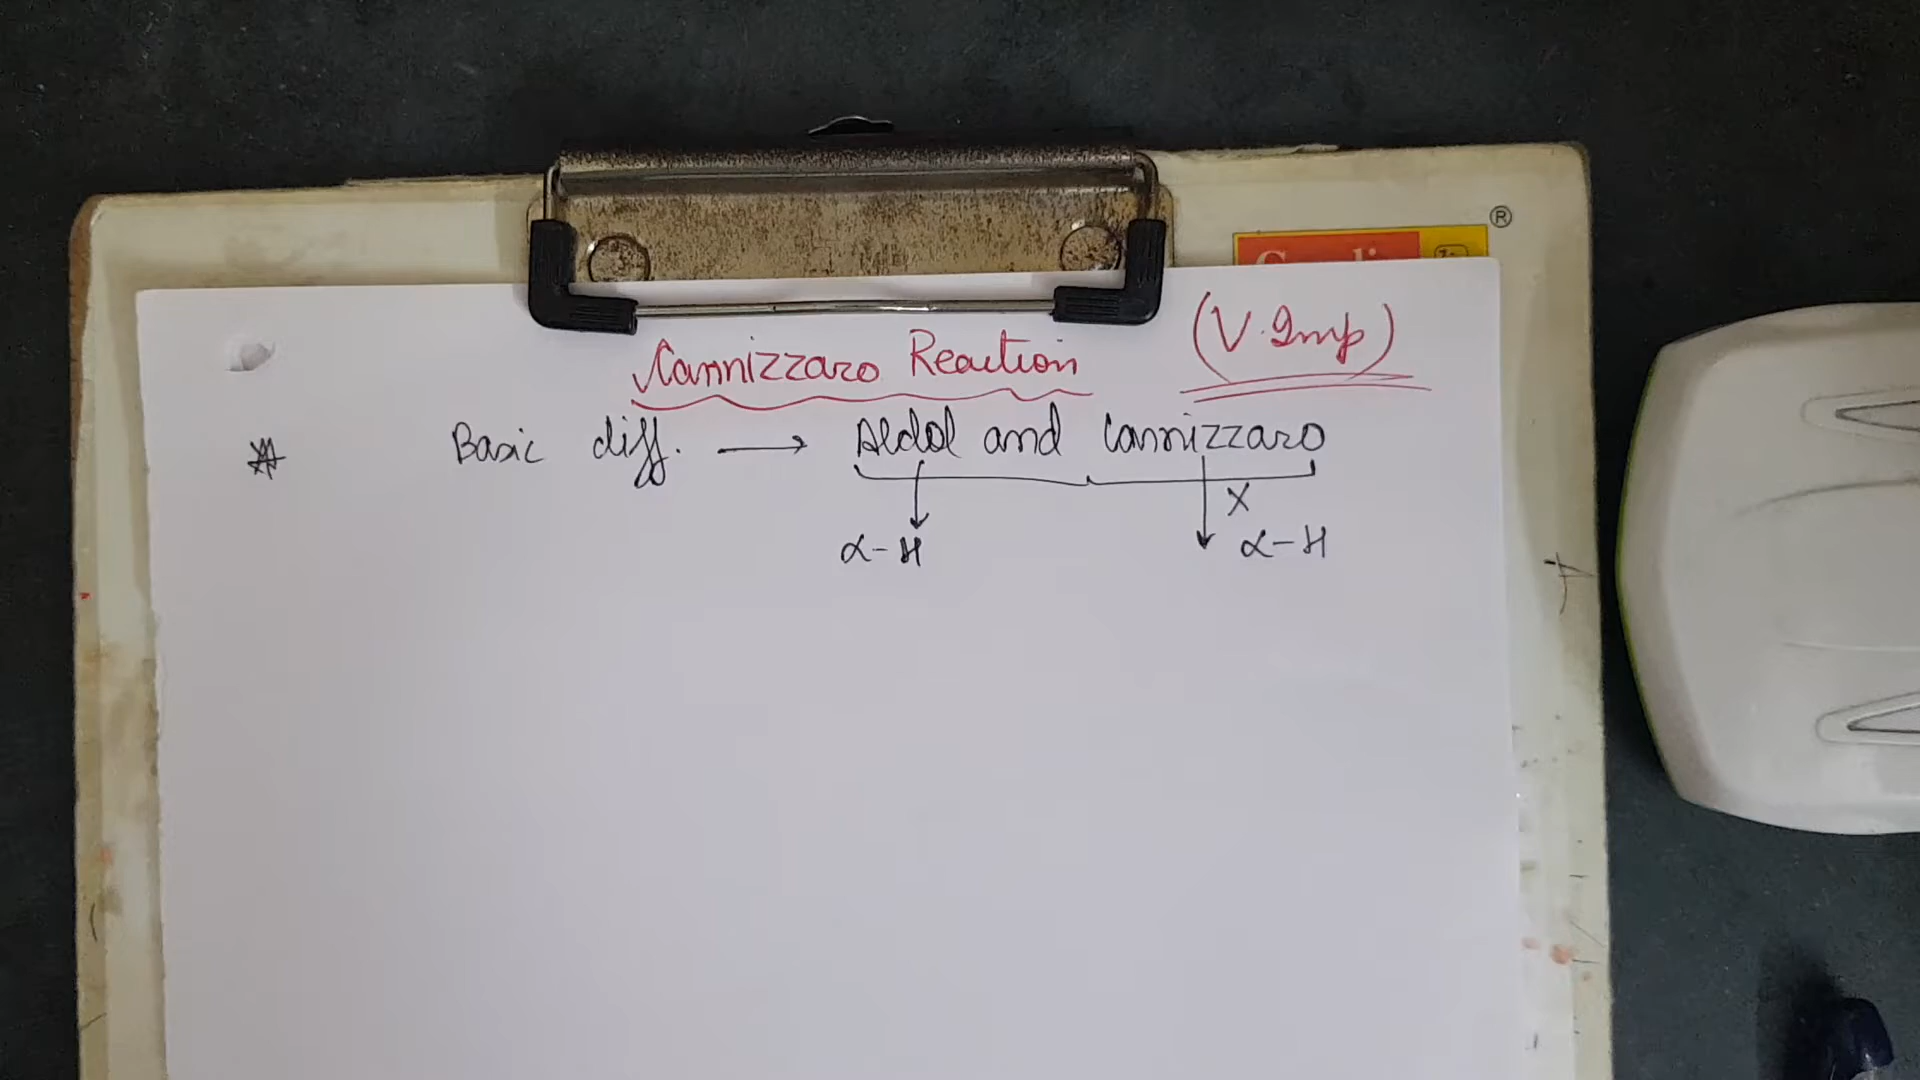 Cannizzaro Reaction (V. Imp)
Basic diff. → Aldol and Cannizzaro
X
α-H α-H
®